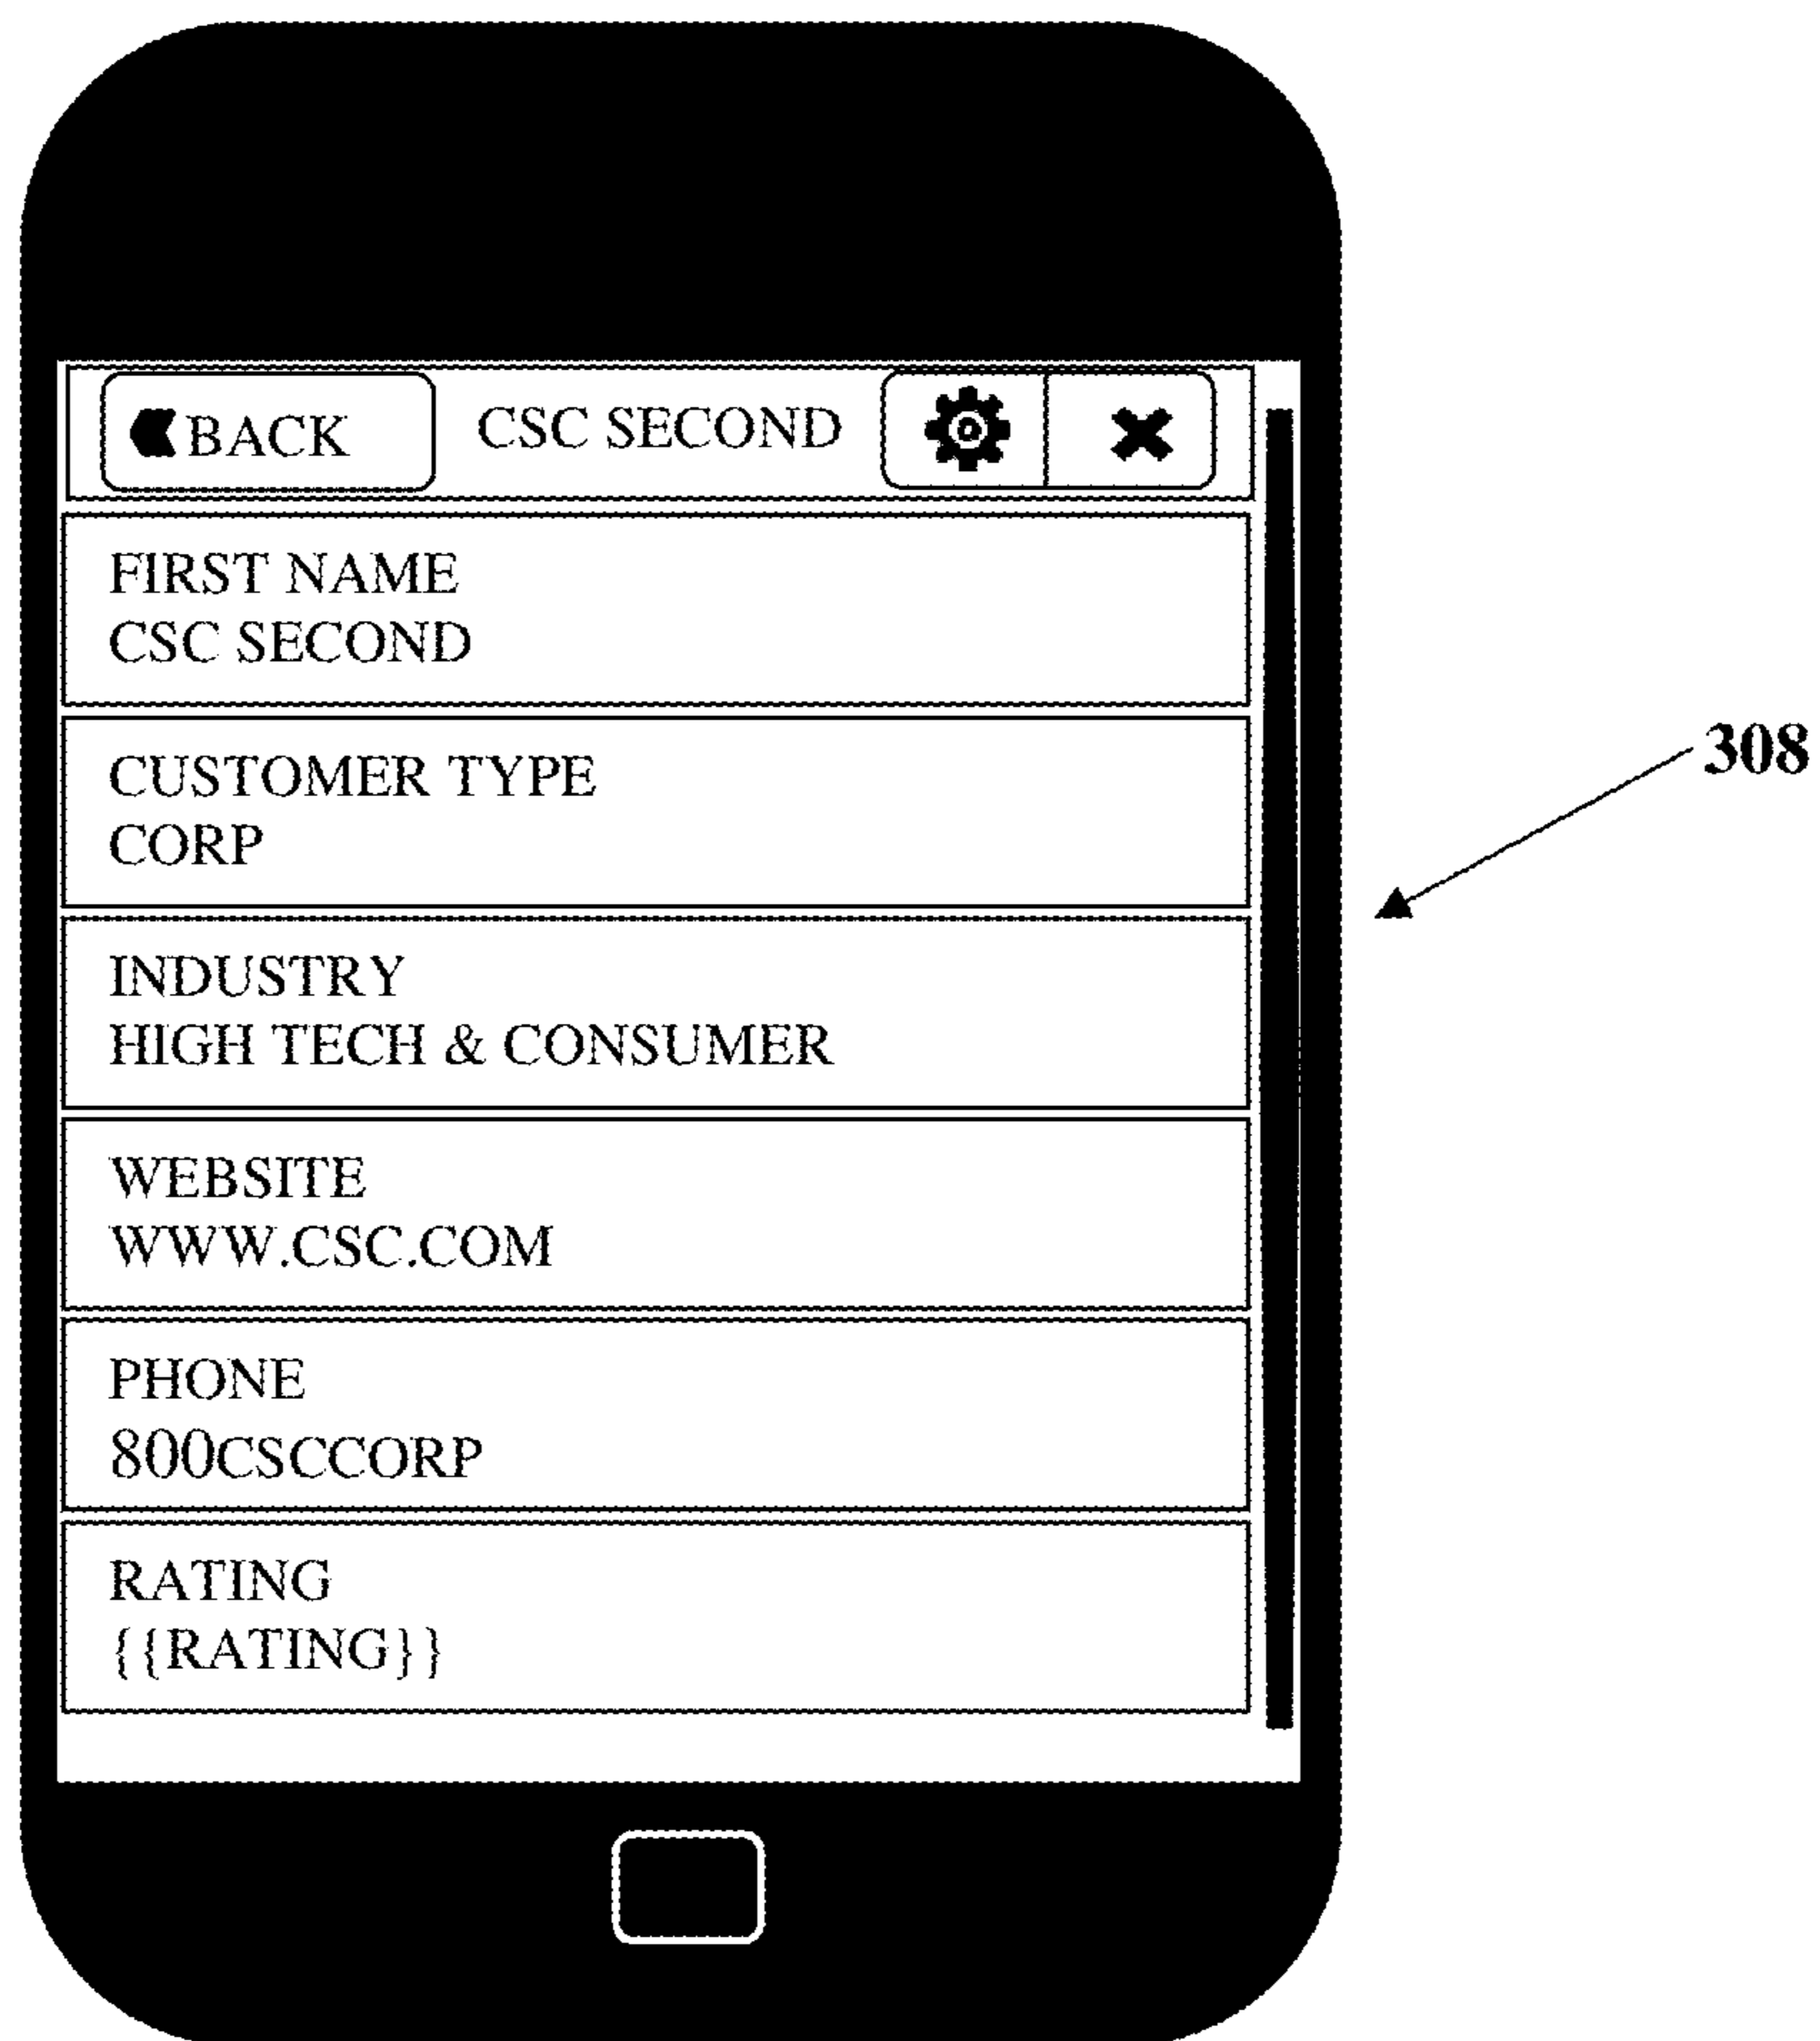 BACK CSC SECOND
FIRST NAME
CSC SECOND
CUSTOMER TYPE
CORP
308
INDUSTRY
HIGH TECH & CONSUMER
WEBSITE
WWW.CSC.COM
PHONE
800CSCCORP
RATING
{{RATING}}